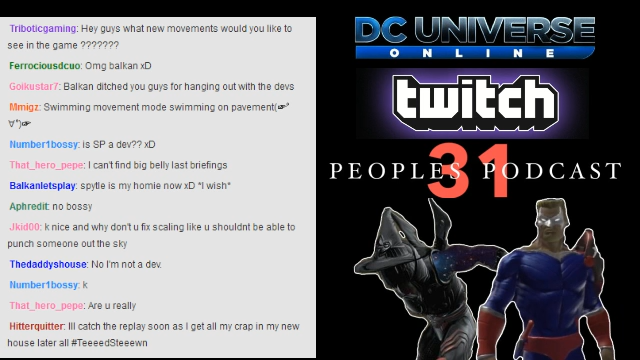 Triboticgaming: Hey guys what new movements would you like to
see in the game ???????
Ferrociousdcuo: Omg balkan xD
Goikustar7: Balkan ditched you guys for hanging out with the devs
Mmigz: Swimming movement mode swimming on pavement(☞ﾟ
∀ﾟ)☞
Number1bossy: is SP a dev?? xD
That_hero_pepe: I can't find big belly last briefings
Balkanletsplay: spytle is my homie now xD *I wish*
Aphredit: no bossy
Jkid00: k nice and why don't u fix scaling like u shouldnt be able to
punch someone out the sky
Thedaddyshouse: No I'm not a dev.
Number1bossy: k
That_hero_pepe: Are u really
Hitterquitter: Ill catch the replay soon as I get all my crap in my new
house later all #TeeeedSteeewn
DC UNIVERSE
ONLINE
twitch
31
PEOPLES PODCAST